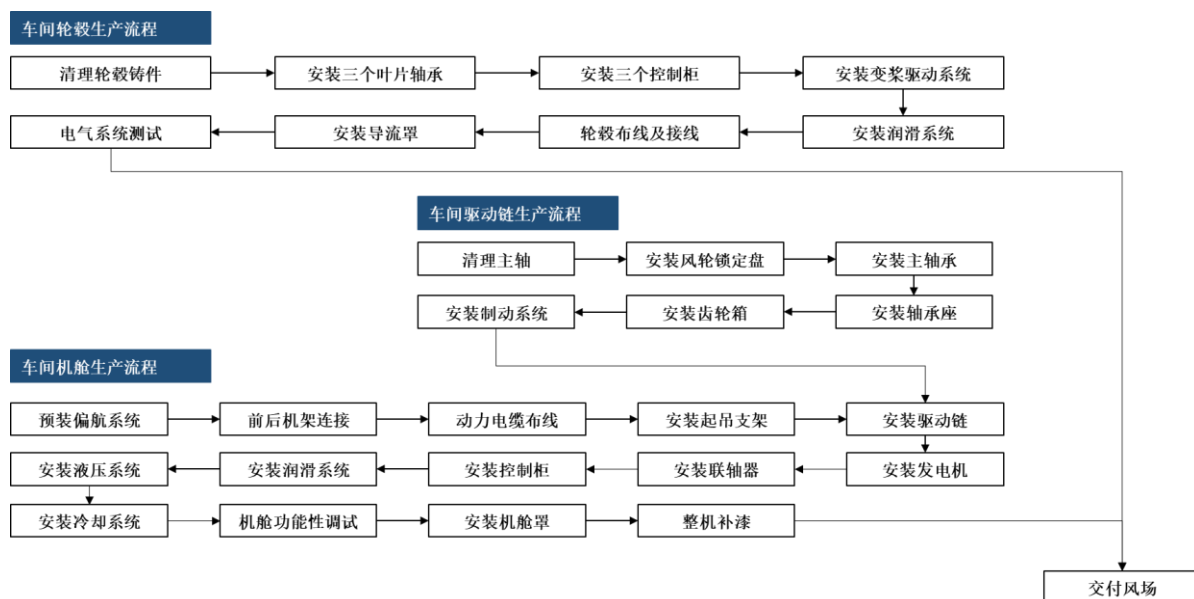 车间轮毂生产流程
清理轮毂铸件
安装三个叶片轴承
安装三个控制柜
安装变桨驱动系统
电气系统测试
安装导流罩
轮毂布线及接线
安装润滑系统
车间驱动链生产流程
清理主轴
安装风轮锁定盘
安装主轴承
安装制动系统
安装齿轮箱
安装轴承座
车间机舱生产流程
预装偏航系统
前后机架连接
动力电缆布线
安装起吊支架
安装驱动链
安装液压系统
安装润滑系统
安装控制柜
安装联轴器
安装发电机
安装冷却系统
机舱功能性调试
安装机舱罩
整机补漆
交付风场